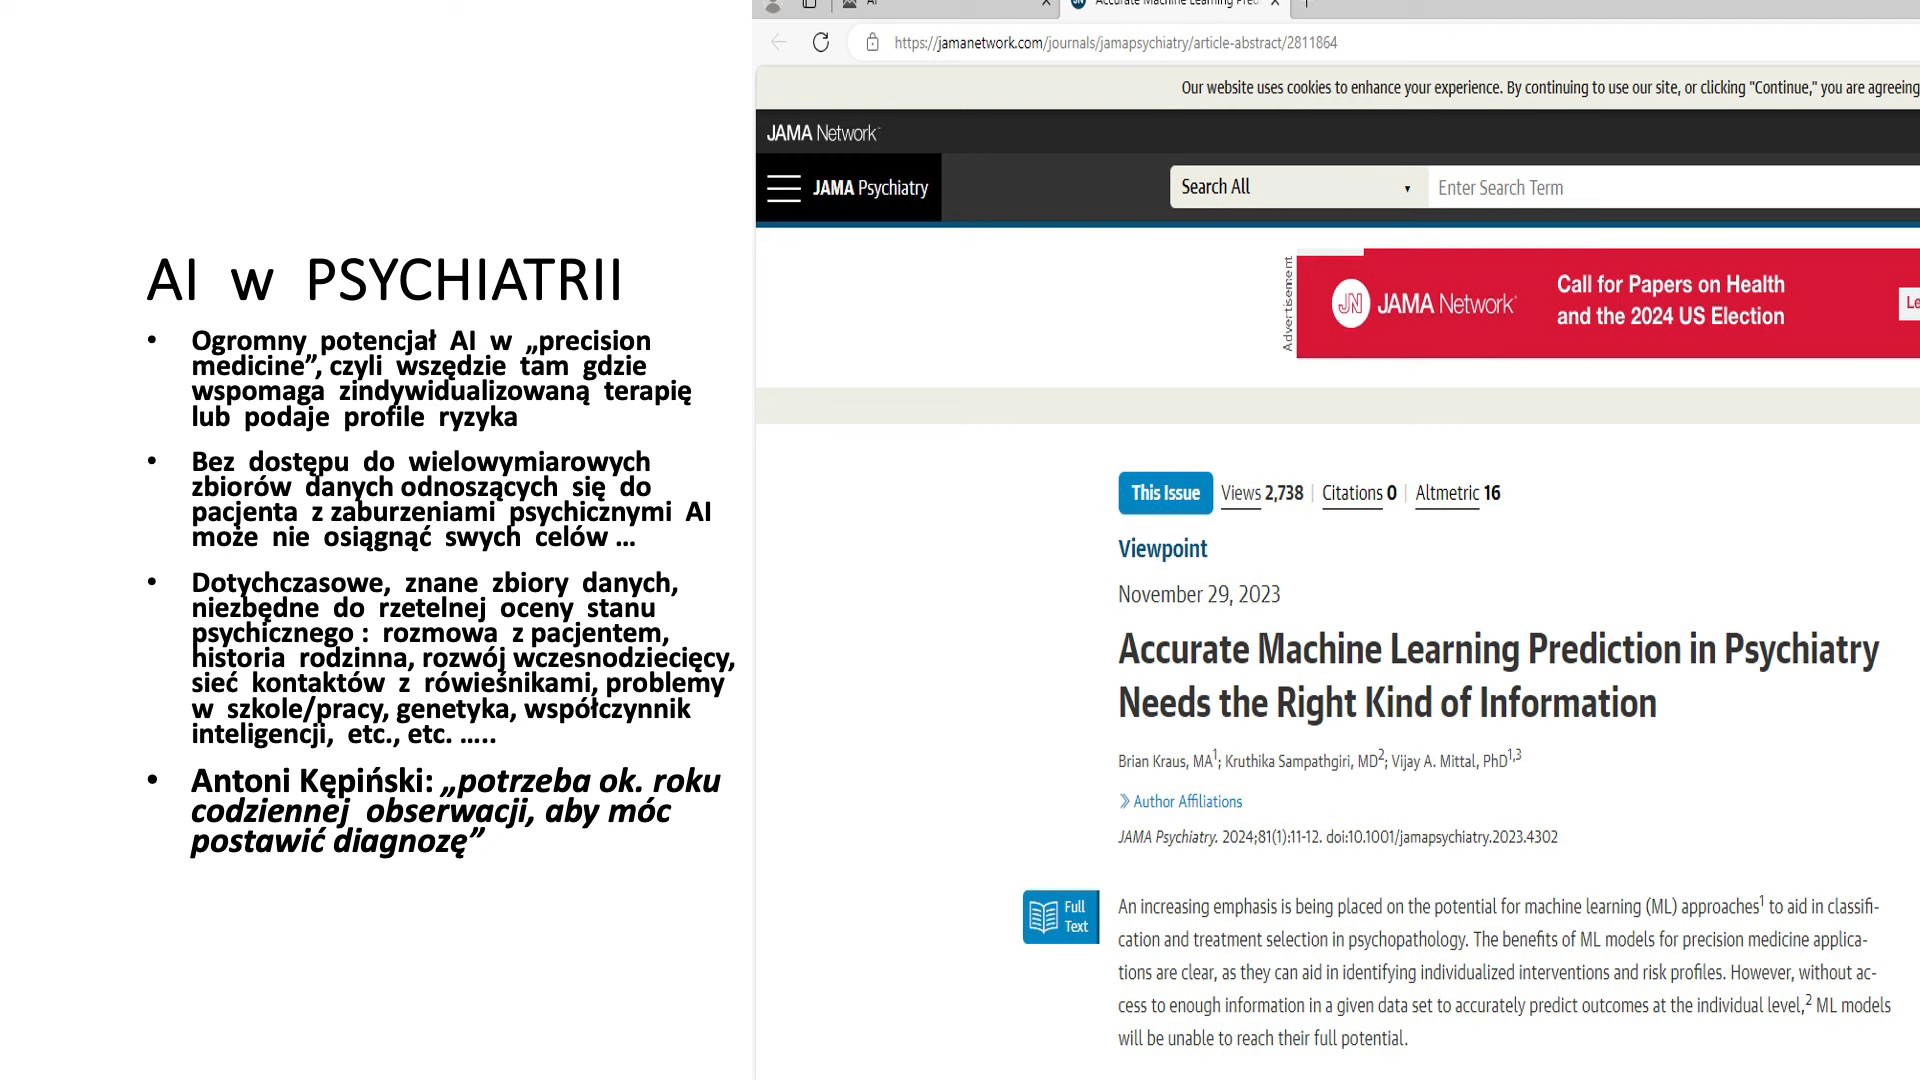 AI w PSYCHIATRII
• Ogromny potencjał AI w „precision
medicine”, czyli wszędzie tam gdzie
wspomaga zindywidualizowaną terapię
lub podaje profile ryzyka
• Bez dostępu do wielowymiarowych
zbiorów danych odnoszących się do
pacjenta z zaburzeniami psychicznymi AI
może nie osiągnąć swych celów ...
• Dotychczasowe, znane zbiory danych,
niezbędne do rzetelnej oceny stanu
psychicznego : rozmowa z pacjentem,
historia rodzinna, rozwój wczesnodziecięcy,
sieć kontaktów z rówieśnikami, problemy
w szkole/pracy, genetyka, współczynnik
inteligencji, etc., etc. .....
• Antoni Kępiński: „potrzeba ok. roku
codziennej obserwacji, aby móc
postawić diagnozę”
AI
Accurate Machine Learning Pred
https://jamanetwork.com/journals/jamapsychiatry/article-abstract/2811864
Our website uses cookies to enhance your experience. By continuing to use our site, or clicking "Continue," you are agreeing
JAMA Network
JAMA Psychiatry
Search All
Enter Search Term
Advertisement
JN JAMA Network
Call for Papers on Health
and the 2024 US Election
Le
This Issue Views 2,738 | Citations 0 | Altmetric 16
Viewpoint
November 29, 2023
Accurate Machine Learning Prediction in Psychiatry
Needs the Right Kind of Information
Brian Kraus, MA1; Kruthika Sampathgiri, MD2; Vijay A. Mittal, PhD1,3
Author Affiliations
JAMA Psychiatry. 2024;81(1):11-12. doi:10.1001/jamapsychiatry.2023.4302
Full
Text
An increasing emphasis is being placed on the potential for machine learning (ML) approaches1 to aid in classifi-
cation and treatment selection in psychopathology. The benefits of ML models for precision medicine applica-
tions are clear, as they can aid in identifying individualized interventions and risk profiles. However, without ac-
cess to enough information in a given data set to accurately predict outcomes at the individual level,2 ML models
will be unable to reach their full potential.